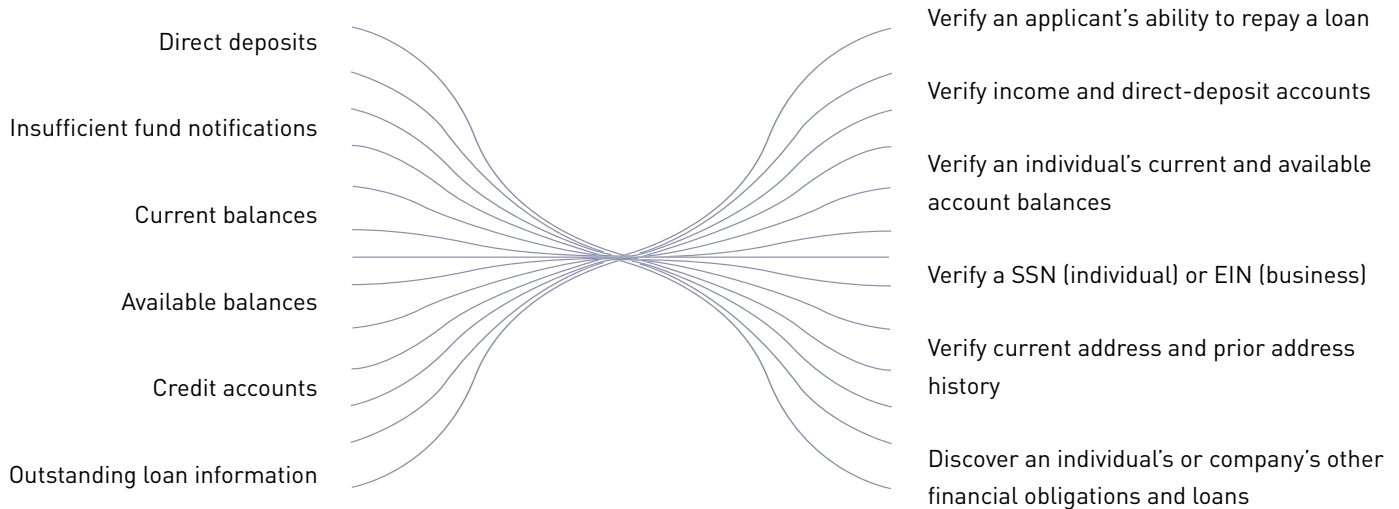 Direct deposits
Insufficient fund notifications
Current balances
Available balances
Credit accounts
Outstanding loan information
Verify an applicant’s ability to repay a loan
Verify income and direct-deposit accounts
Verify an individual’s current and available
account balances
Verify a SSN (individual) or EIN (business)
Verify current address and prior address
history
Discover an individual’s or company’s other
financial obligations and loans